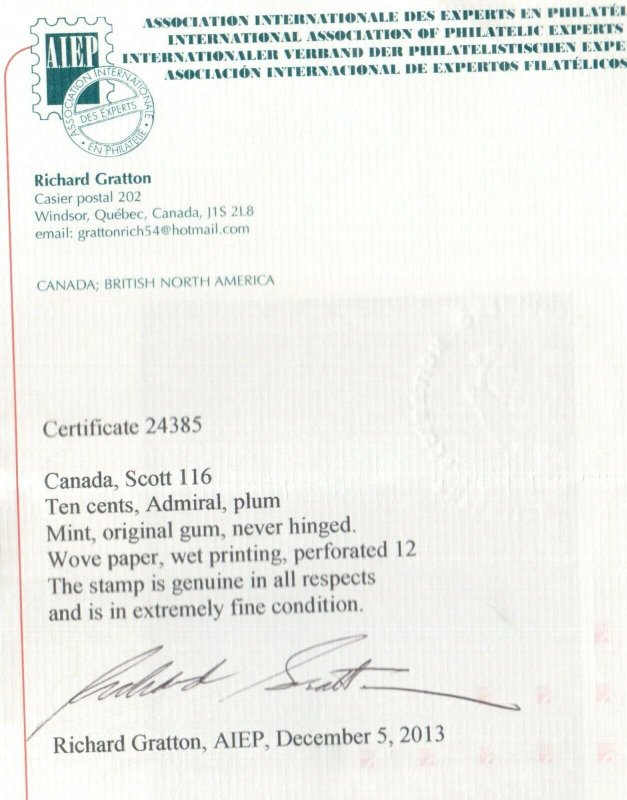 ASSOCIATION INTERNATIONALE DES EXPERTS EN PHILATÉL
INTERNATIONAL ASSOCIATION OF PHILATELIC EXPERTS
INTERNATIONALER VERBAND DER PHILATELISTISCHEN EXPE
ASOCIACIÓN INTERNACIONAL DE EXPERTOS FILATÉLICOS
AIEP
ASSOCIATION INTERNATIONALE
DES EXPERTS
• EN PHILATÉLIE •
Richard Gratton
Casier postal 202
Windsor, Québec, Canada, J1S 2L8
email: grattonrich54@hotmail.com
CANADA; BRITISH NORTH AMERICA
Certificate 24385
Canada, Scott 116
Ten cents, Admiral, plum
Mint, original gum, never hinged.
Wove paper, wet printing, perforated 12
The stamp is genuine in all respects
and is in extremely fine condition.
Richard Gratton
Richard Gratton, AIEP, December 5, 2013